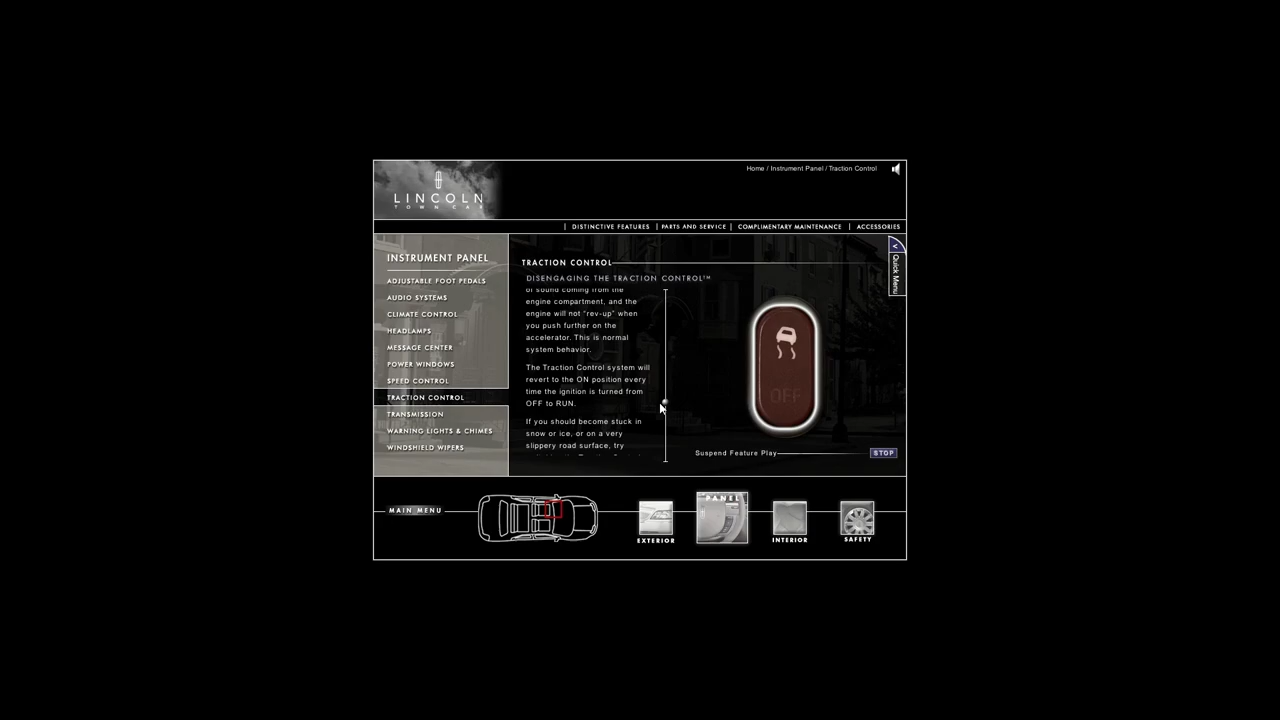 Home / Instrument Panel / Traction Control
LINCOLN
TOWN CAR
DISTINCTIVE FEATURES
PARTS AND SERVICE
COMPLIMENTARY MAINTENANCE
ACCESSORIES
Quick Menu
INSTRUMENT PANEL
ADJUSTABLE FOOT PEDALS
AUDIO SYSTEMS
CLIMATE CONTROL
HEADLAMPS
MESSAGE CENTER
POWER WINDOWS
SPEED CONTROL
TRACTION CONTROL
TRANSMISSION
WARNING LIGHTS & CHIMES
WINDSHIELD WIPERS
TRACTION CONTROL
DISENGAGING THE TRACTION CONTROL™
of sound coming from the
engine compartment, and the
engine will not “rev-up” when
you push further on the
accelerator. This is normal
system behavior.
The Traction Control system will
revert to the ON position every
time the ignition is turned from
OFF to RUN.
If you should become stuck in
snow or ice, or on a very
slippery road surface, try
OFF
Suspend Feature Play
STOP
MAIN MENU
EXTERIOR
PANEL
INTERIOR
SAFETY